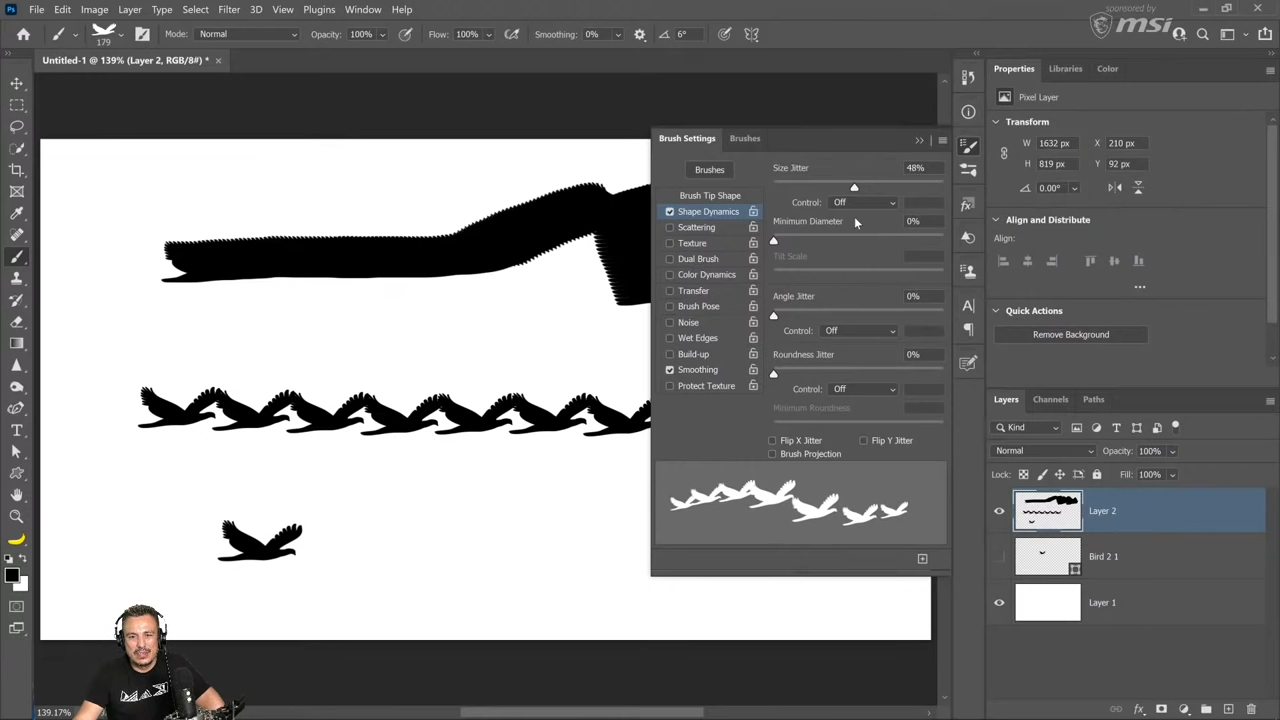 sponsored by
msi
Ps File Edit Image Layer Type Select Filter 3D View Plugins Window Help
179 Mode: Normal Opacity: 100% Flow: 100% Smoothing: 0% 6°
Untitled-1 @ 139% (Layer 2, RGB/8#) * ×
Brush Settings Brushes
Brushes
Brush Tip Shape
Shape Dynamics
Scattering
Texture
Dual Brush
Color Dynamics
Transfer
Brush Pose
Noise
Wet Edges
Build-up
Smoothing
Protect Texture
Size Jitter 48%
Control: Off
Minimum Diameter 0%
Tilt Scale
Angle Jitter 0%
Control: Off
Roundness Jitter 0%
Control: Off
Minimum Roundness
Flip X Jitter Flip Y Jitter
Brush Projection
Properties Libraries Color
Pixel Layer
Transform
W 1632 px X 210 px
H 819 px Y 92 px
0.00°
Align and Distribute
Align:
Quick Actions
Remove Background
Layers Channels Paths
Kind
Normal Opacity: 100%
Lock: Fill: 100%
Layer 2
Bird 2 1
Layer 1
139.17%